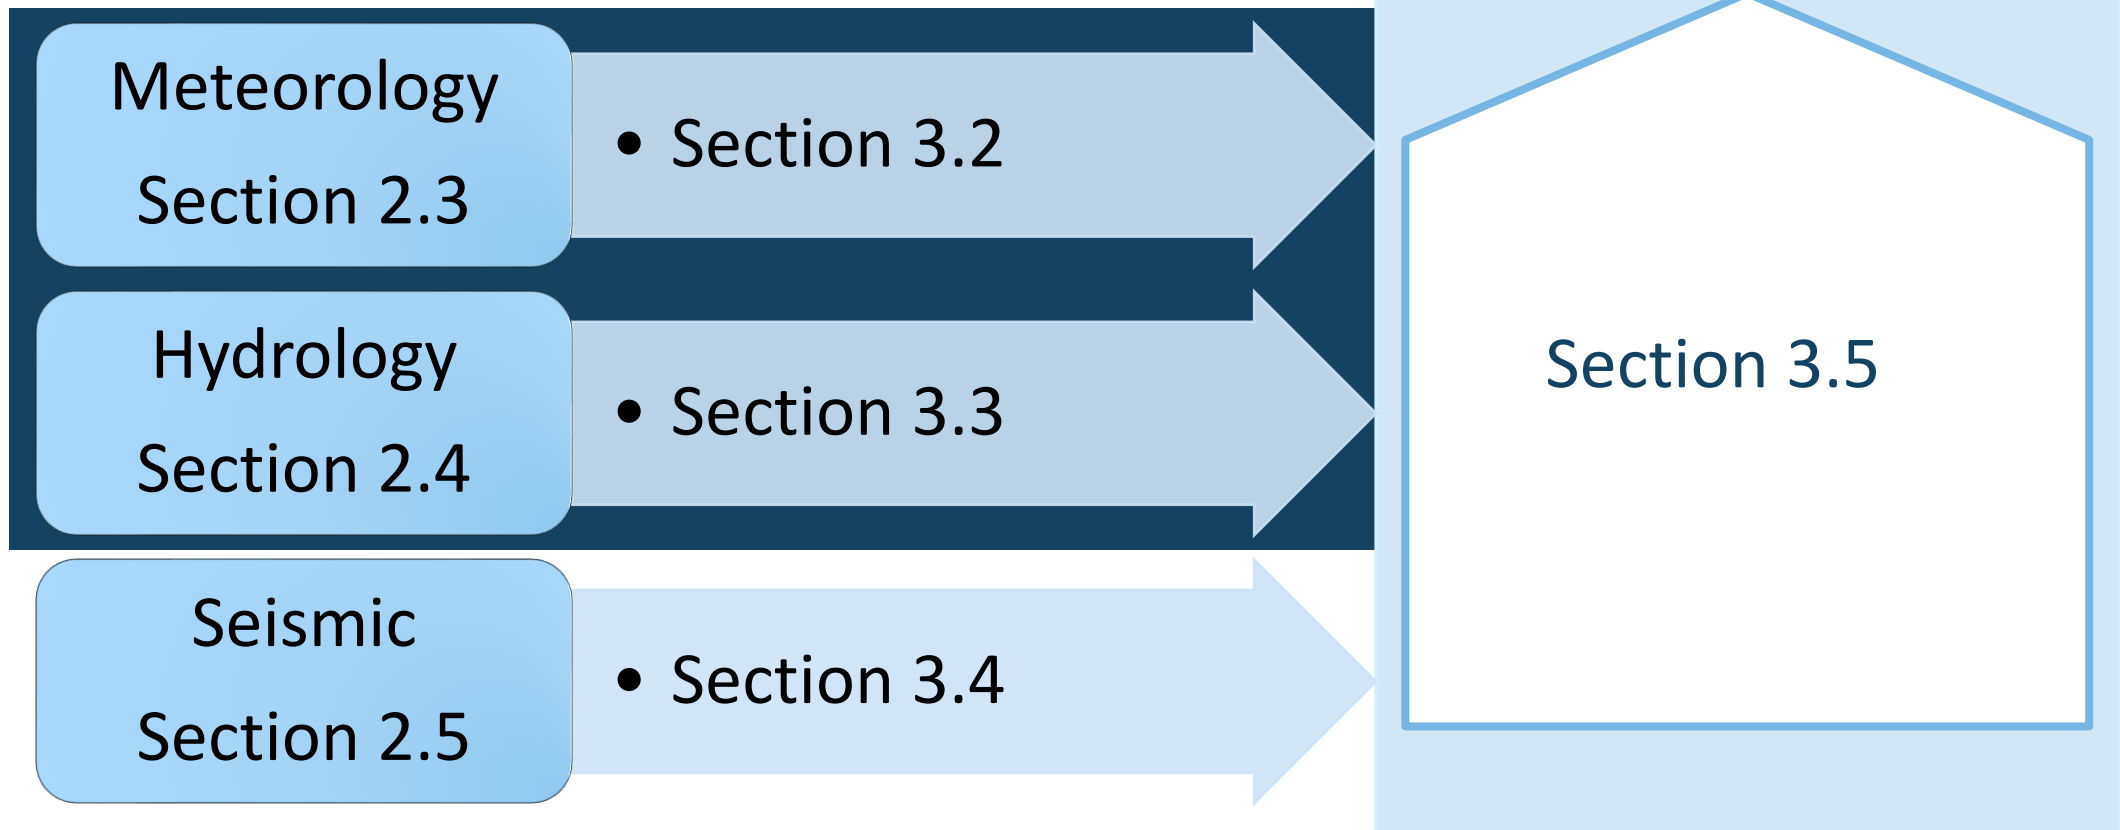 Meteorology
Section 2.3
• Section 3.2
Hydrology
Section 2.4
• Section 3.3
Seismic
Section 2.5
• Section 3.4
Section 3.5